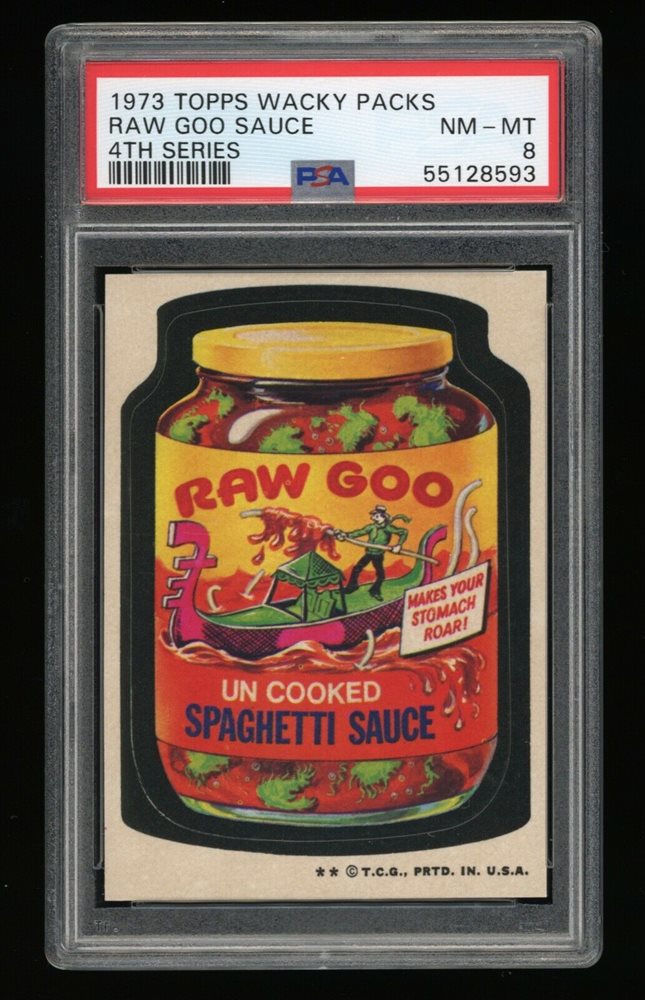 1973 TOPPS WACKY PACKS
RAW GOO SAUCE NM - MT
4TH SERIES 8
PSA 55128593
RAW GOO
MAKES YOUR
STOMACH
ROAR!
UN COOKED
SPAGHETTI SAUCE
** © T.C.G., PRTD. IN. U.S.A.